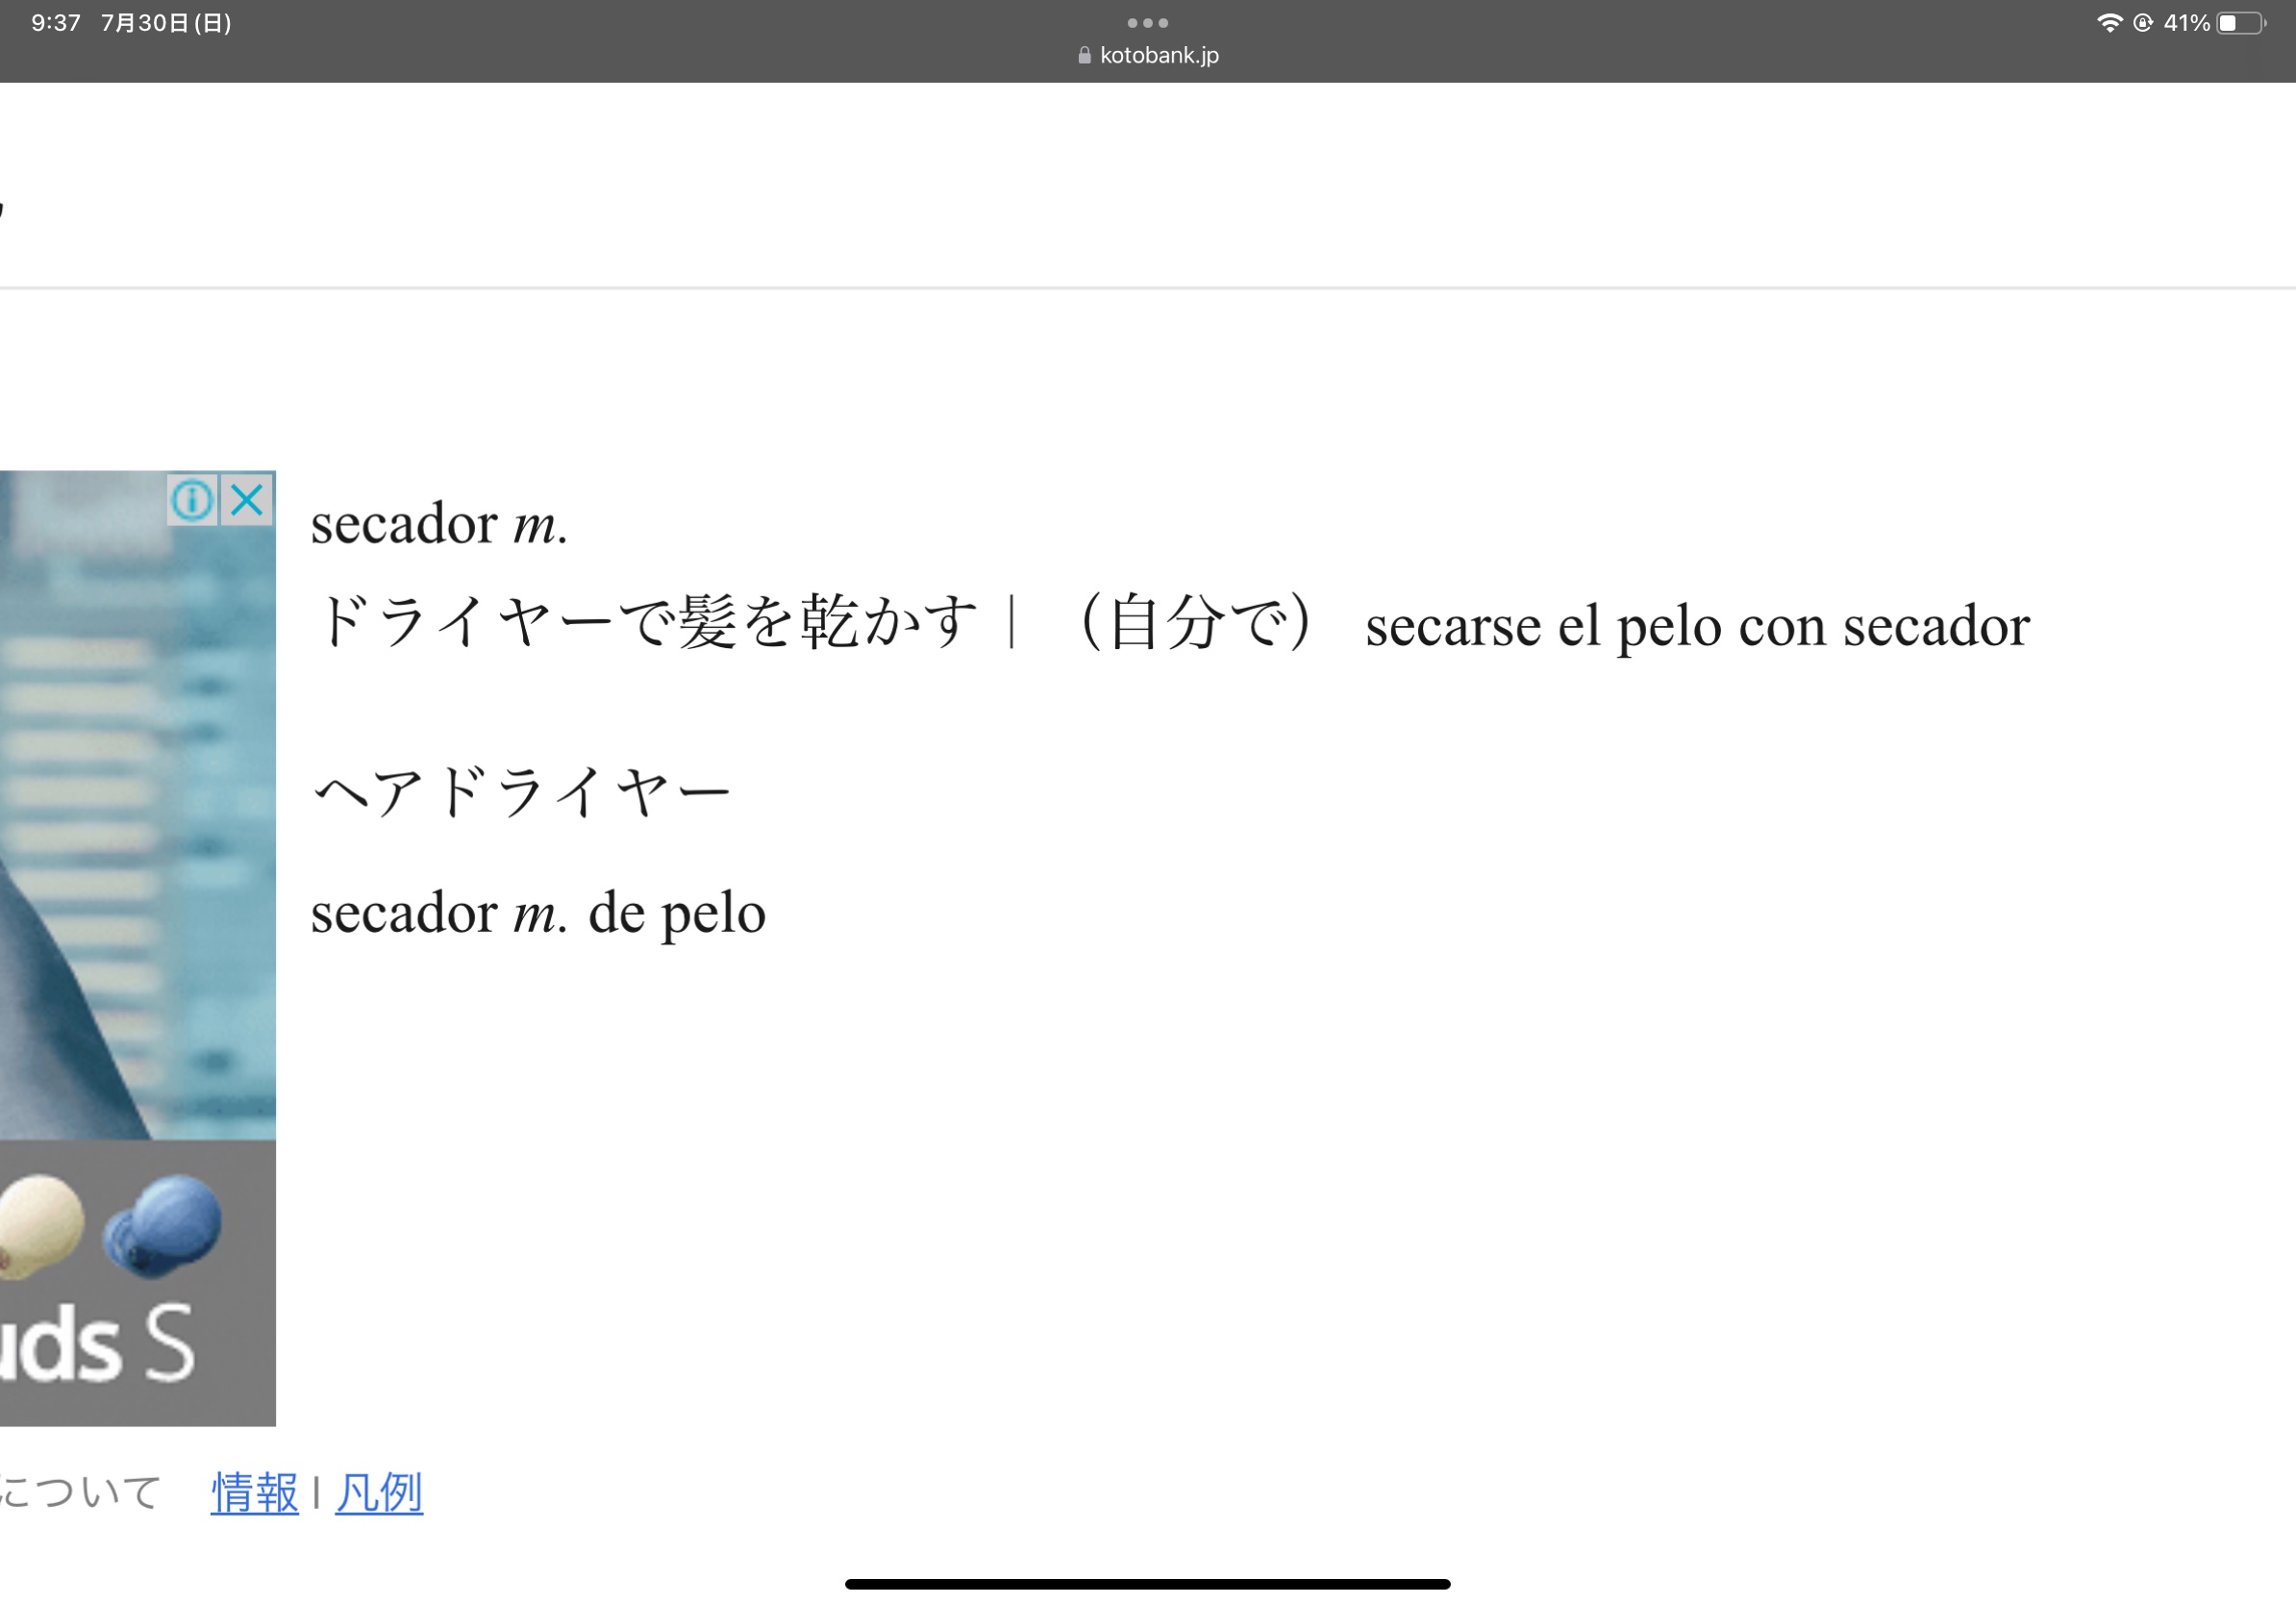 9:37 7月30日(日)
41%
kotobank.jp
secador m.
ドライヤーで髪を乾かす|（自分で） secarse el pelo con secador
ヘアドライヤー
secador m. de pelo
uds S
について 情報 | 凡例